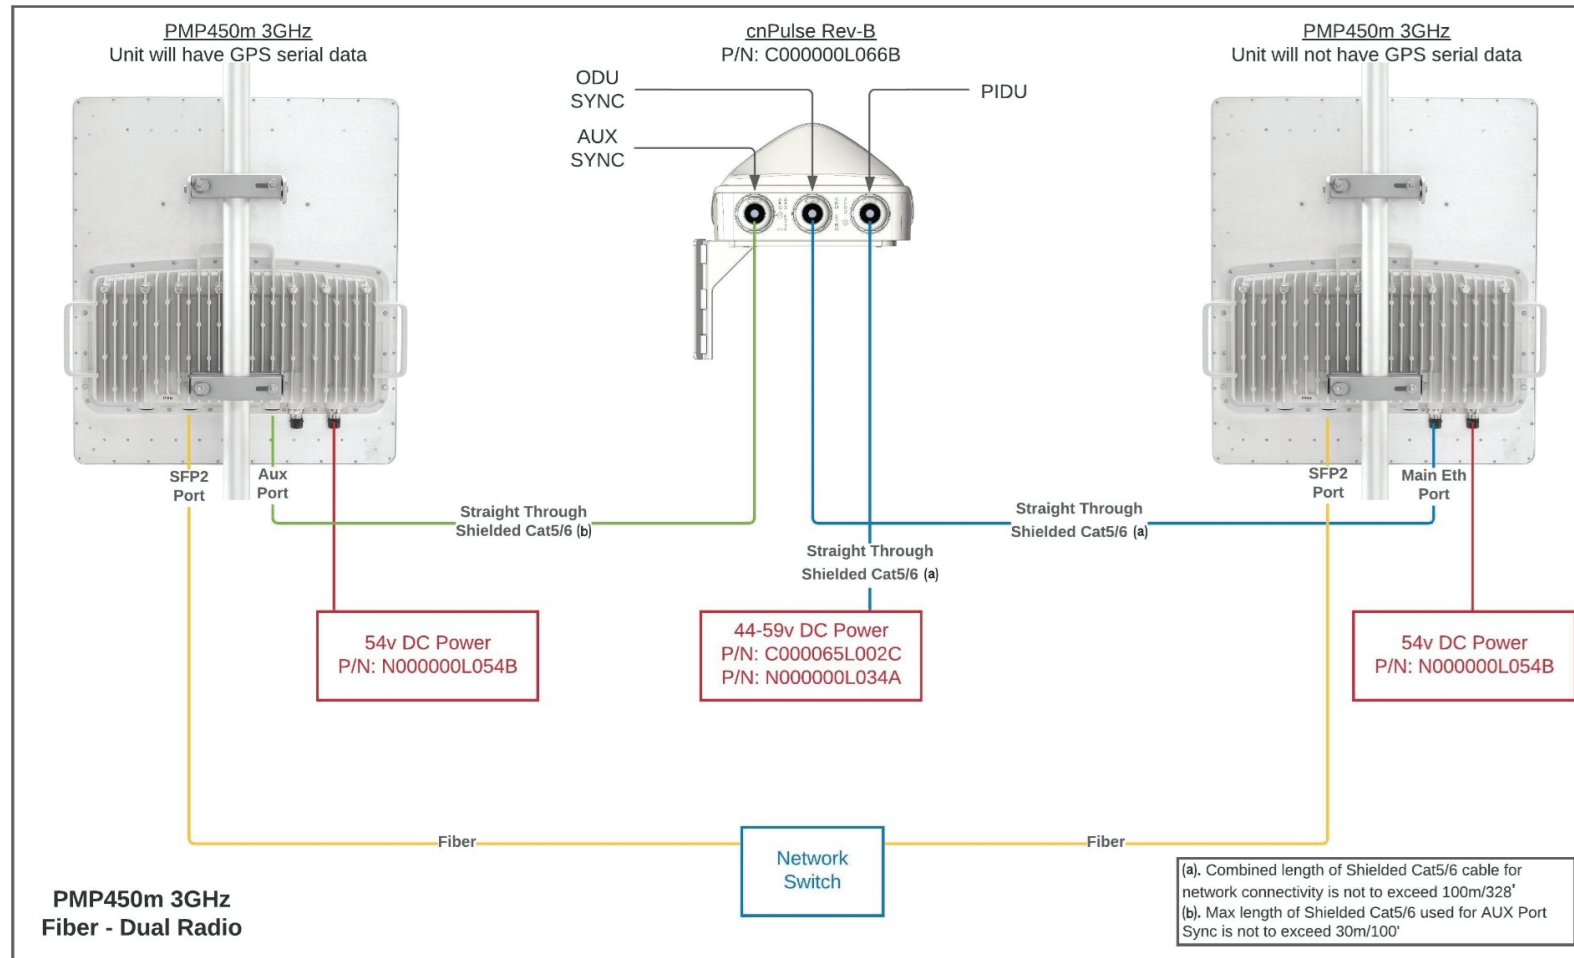 PMP450m 3GHz
Unit will have GPS serial data
cnPulse Rev-B
P/N: C000000L066B
PMP450m 3GHz
Unit will not have GPS serial data
ODU
SYNC
AUX
SYNC
PIDU
SFP2
Port
Aux
Port
SFP2
Port
Main Eth
Port
Straight Through
Shielded Cat5/6 (b)
Straight Through
Shielded Cat5/6 (a)
Straight Through
Shielded Cat5/6 (a)
54v DC Power
P/N: N000000L054B
44-59v DC Power
P/N: C000065L002C
P/N: N000000L034A
54v DC Power
P/N: N000000L054B
Fiber
Fiber
Network
Switch
PMP450m 3GHz
Fiber - Dual Radio
(a). Combined length of Shielded Cat5/6 cable for
network connectivity is not to exceed 100m/328'
(b). Max length of Shielded Cat5/6 used for AUX Port
Sync is not to exceed 30m/100'